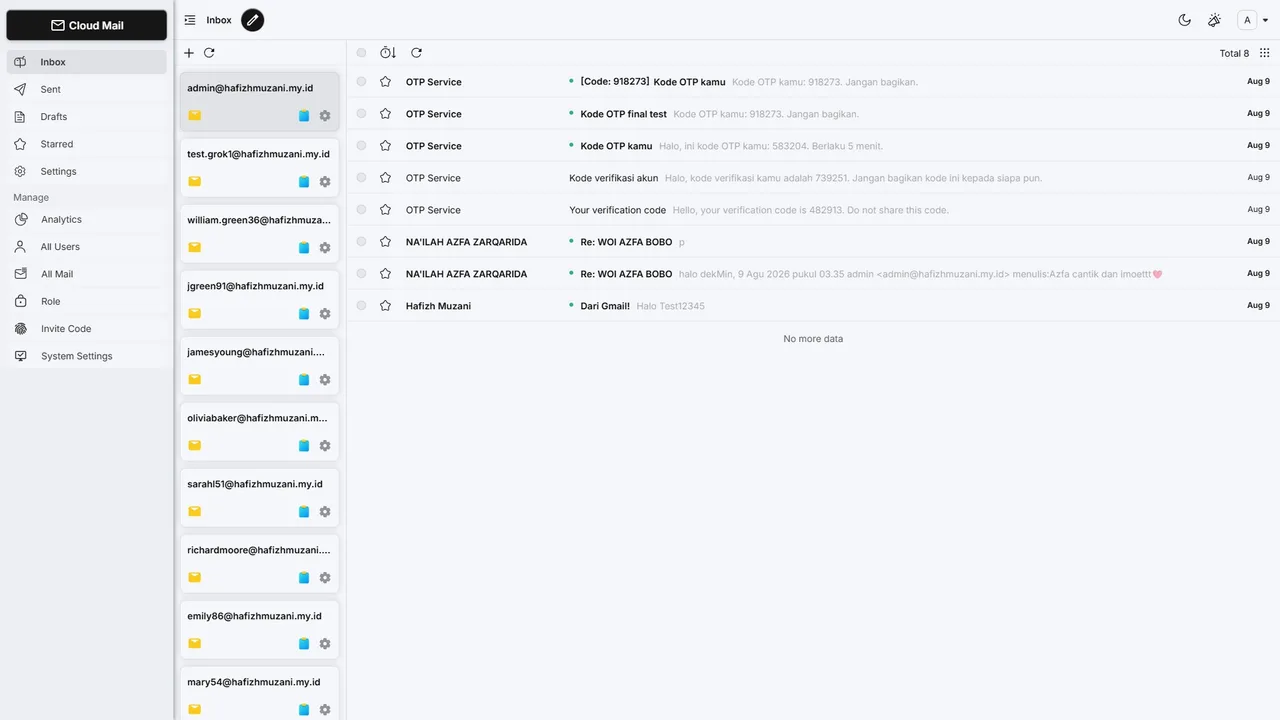 Cloud Mail
Inbox
Sent
Drafts
Starred
Settings
Manage
Analytics
All Users
All Mail
Role
Invite Code
System Settings
Inbox
A
admin@hafizhmuzani.my.id
test.grok1@hafizhmuzani.my.id
william.green36@hafizhmuza...
jgreen91@hafizhmuzani.my.id
jamesyoung@hafizhmuzani....
oliviabaker@hafizhmuzani.m...
sarahl51@hafizhmuzani.my.id
richardmoore@hafizhmuzani....
emily86@hafizhmuzani.my.id
mary54@hafizhmuzani.my.id
Total 8
OTP Service [Code: 918273] Kode OTP kamu Kode OTP kamu: 918273. Jangan bagikan. Aug 9
OTP Service Kode OTP final test Kode OTP kamu: 918273. Jangan bagikan. Aug 9
OTP Service Kode OTP kamu Halo, ini kode OTP kamu: 583204. Berlaku 5 menit. Aug 9
OTP Service Kode verifikasi akun Halo, kode verifikasi kamu adalah 739251. Jangan bagikan kode ini kepada siapa pun. Aug 9
OTP Service Your verification code Hello, your verification code is 482913. Do not share this code. Aug 9
NA'ILAH AZFA ZARQARIDA Re: WOI AZFA BOBO p Aug 9
NA'ILAH AZFA ZARQARIDA Re: WOI AZFA BOBO halo dekMin, 9 Agu 2026 pukul 03.35 admin <admin@hafizhmuzani.my.id> menulis:Azfa cantik dan imoettt🩷 Aug 9
Hafizh Muzani Dari Gmail! Halo Test12345 Aug 9
No more data